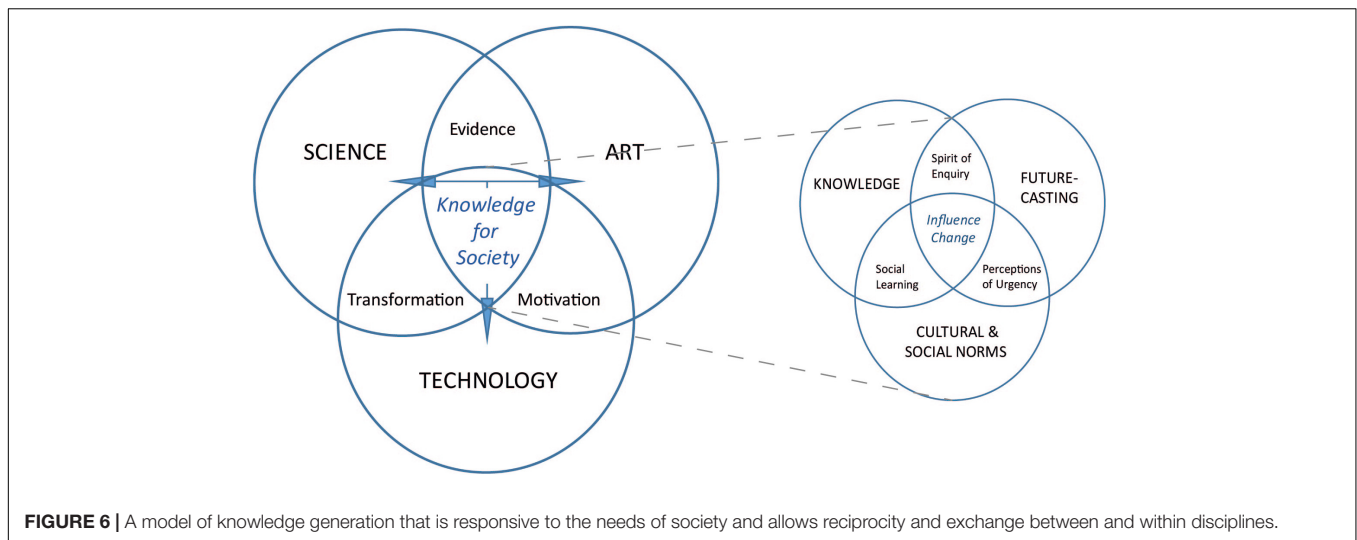 SCIENCE
Evidence
ART
Knowledge
for
Society
Transformation
Motivation
TECHNOLOGY
KNOWLEDGE
Spirit of
Enquiry
FUTURE-
CASTING
Influence
Change
Social
Learning
Perceptions
of Urgency
CULTURAL &
SOCIAL NORMS
FIGURE 6 | A model of knowledge generation that is responsive to the needs of society and allows reciprocity and exchange between and within disciplines.